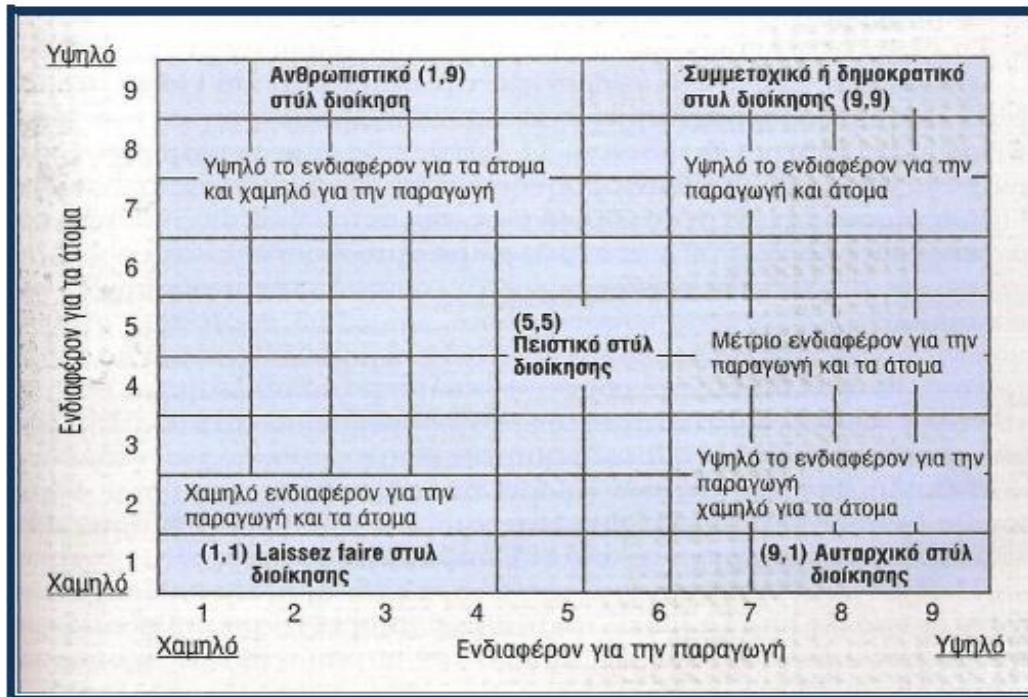 Υψηλό
9
8
7
6
5
4
3
2
1
Χαμηλό
Ενδιαφέρον για τα άτομα
Ανθρωπιστικό (1,9)
στύλ διοίκηση
Συμμετοχικό ή δημοκρατικό
στυλ διοίκησης (9,9)
Υψηλό το ενδιαφέρον για τα άτομα
και χαμηλό για την παραγωγή
Υψηλό το ενδιαφέρον για την
παραγωγή και άτομα
(5,5)
Πειστικό στύλ
διοίκησης
Μέτριο ενδιαφέρον για την
παραγωγή και τα άτομα
Χαμηλό ενδιαφέρον για την
παραγωγή και τα άτομα
Υψηλό το ενδιαφέρον για την
παραγωγή
χαμηλό για τα άτομα
(1,1) Laissez faire στυλ
διοίκησης
(9,1) Αυταρχικό στύλ
διοίκησης
1 2 3 4 5 6 7 8 9
Χαμηλό Ενδιαφέρον για την παραγωγή Υψηλό